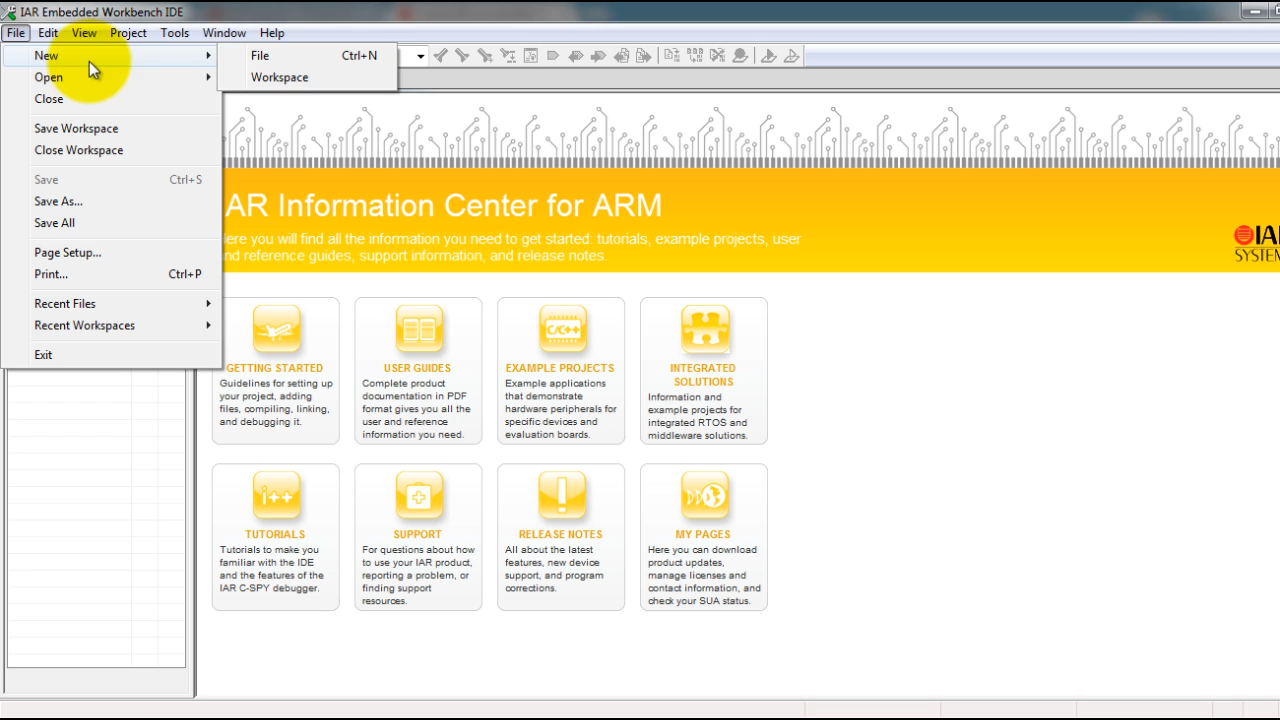 IAR Embedded Workbench IDE
File Edit View Project Tools Window Help
New
Open
Close
Save Workspace
Close Workspace
Save Ctrl+S
Save As...
Save All
Page Setup...
Print... Ctrl+P
Recent Files
Recent Workspaces
Exit
File Ctrl+N
Workspace
AR Information Center for ARM
ere you will find all the information you need to get started: tutorials, example projects, user
nd reference guides, support information, and release notes
IA
SYSTEM
GETTING STARTED
Guidelines for setting up
your project, adding
files, compiling, linking,
and debugging it.
USER GUIDES
Complete product
documentation in PDF
format gives you all the
user and reference
information you need.
C/C++
EXAMPLE PROJECTS
Example applications
that demonstrate
hardware peripherals for
specific devices and
evaluation boards.
INTEGRATED
SOLUTIONS
Information and
example projects for
integrated RTOS and
middleware solutions.
i++
TUTORIALS
Tutorials to make you
familiar with the IDE
and the features of the
IAR C-SPY debugger.
SUPPORT
For questions about how
to use your IAR product,
reporting a problem, or
finding support
resources.
RELEASE NOTES
All about the latest
features, new device
support, and program
corrections.
MY PAGES
Here you can download
product updates,
manage licenses and
contact information, and
check your SUA status.